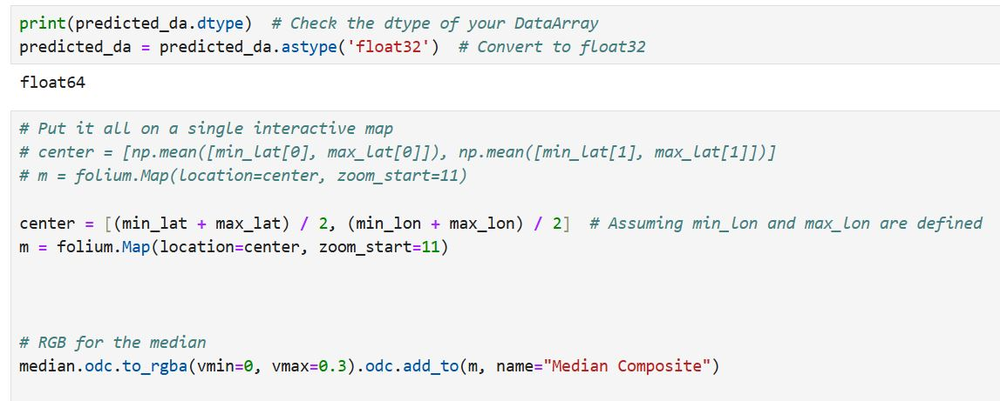 print(predicted_da.dtype)  # Check the dtype of your DataArray
predicted_da = predicted_da.astype('float32')  # Convert to float32
float64
# Put it all on a single interactive map
# center = [np.mean([min_lat[0], max_lat[0]]), np.mean([min_lat[1], max_lat[1]])]
# m = folium.Map(location=center, zoom_start=11)
center = [(min_lat + max_lat) / 2, (min_lon + max_lon) / 2]  # Assuming min_lon and max_lon are defined
m = folium.Map(location=center, zoom_start=11)
# RGB for the median
median.odc.to_rgba(vmin=0, vmax=0.3).odc.add_to(m, name="Median Composite")